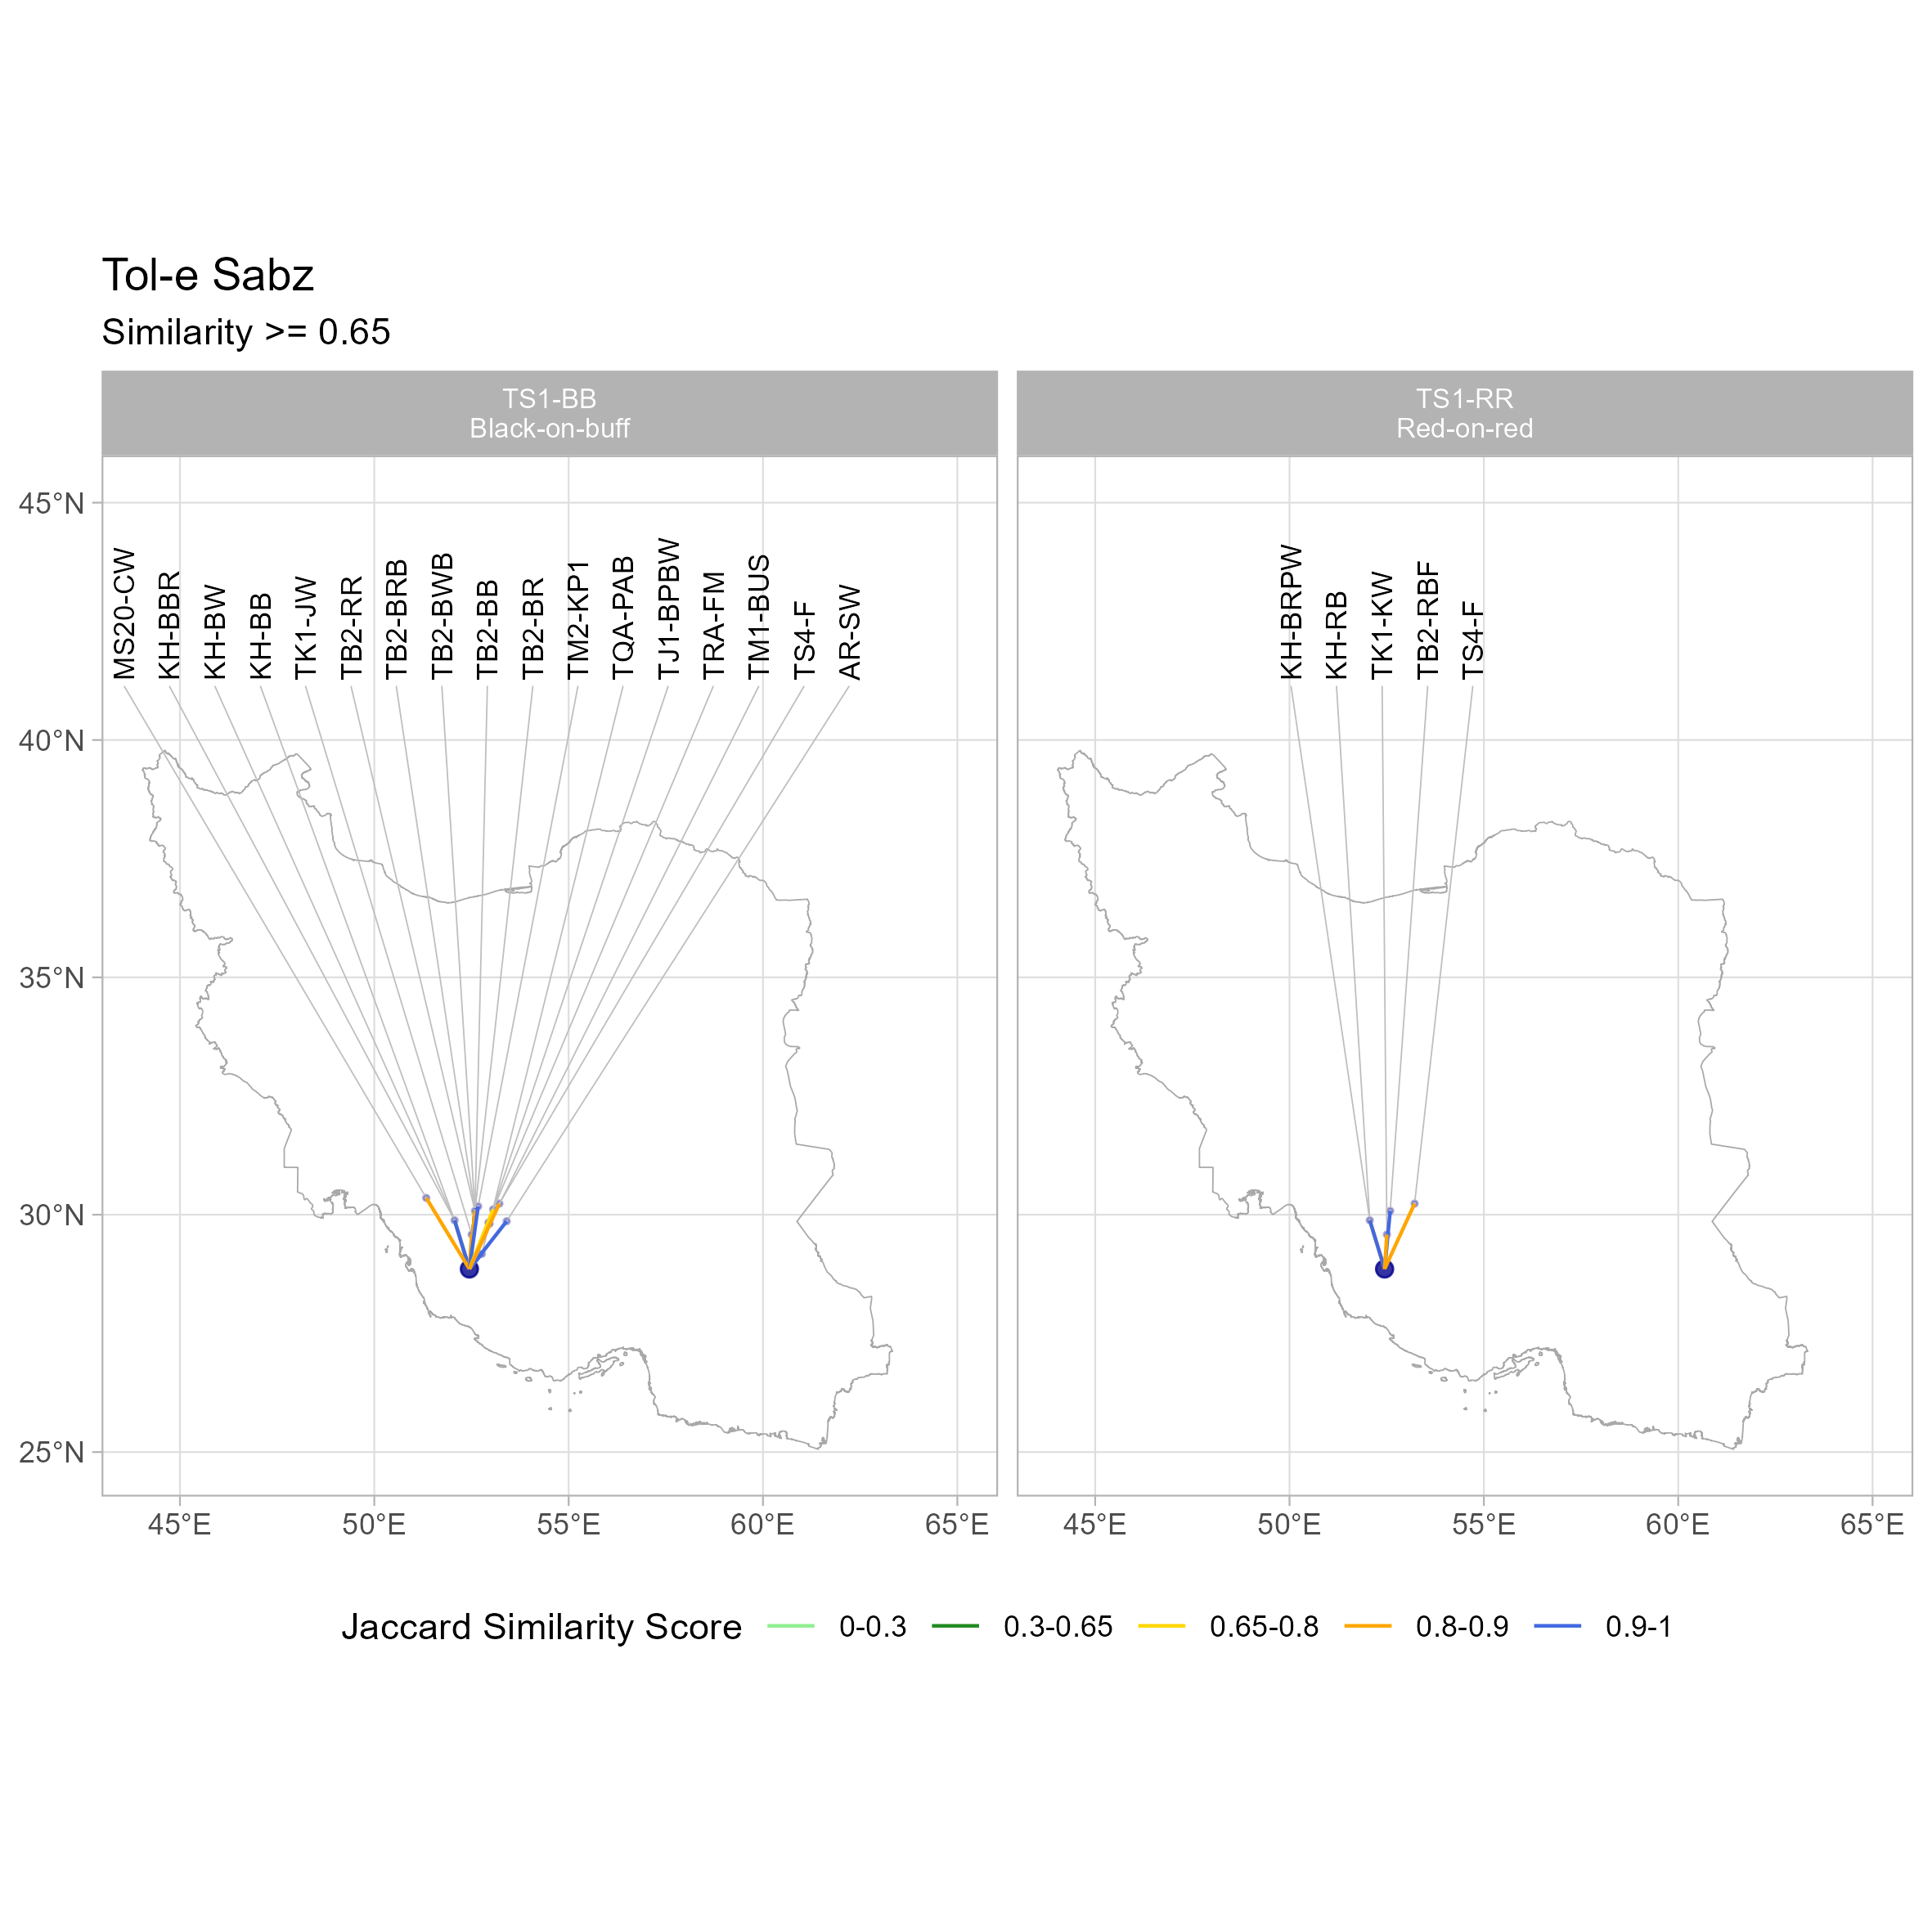 Tol-e Sabz
Similarity >= 0.65
TS1-BB
Black-on-buff
TS1-RR
Red-on-red
MS20-CW
KH-BBR
KH-BW
KH-BB
TK1-JW
TB2-RR
TB2-BRB
TB2-BWB
TB2-BB
TB2-BR
TM2-KP1
TQA-PAB
TJ1-BPBW
TRA-FM
TM1-BUS
TS4-F
AR-SW
KH-BRPW
KH-RB
TK1-KW
TB2-RBF
TS4-F
45°N
40°N
35°N
30°N
25°N
45°E 50°E 55°E 60°E 65°E
45°E 50°E 55°E 60°E 65°E
Jaccard Similarity Score 0-0.3 0.3-0.65 0.65-0.8 0.8-0.9 0.9-1